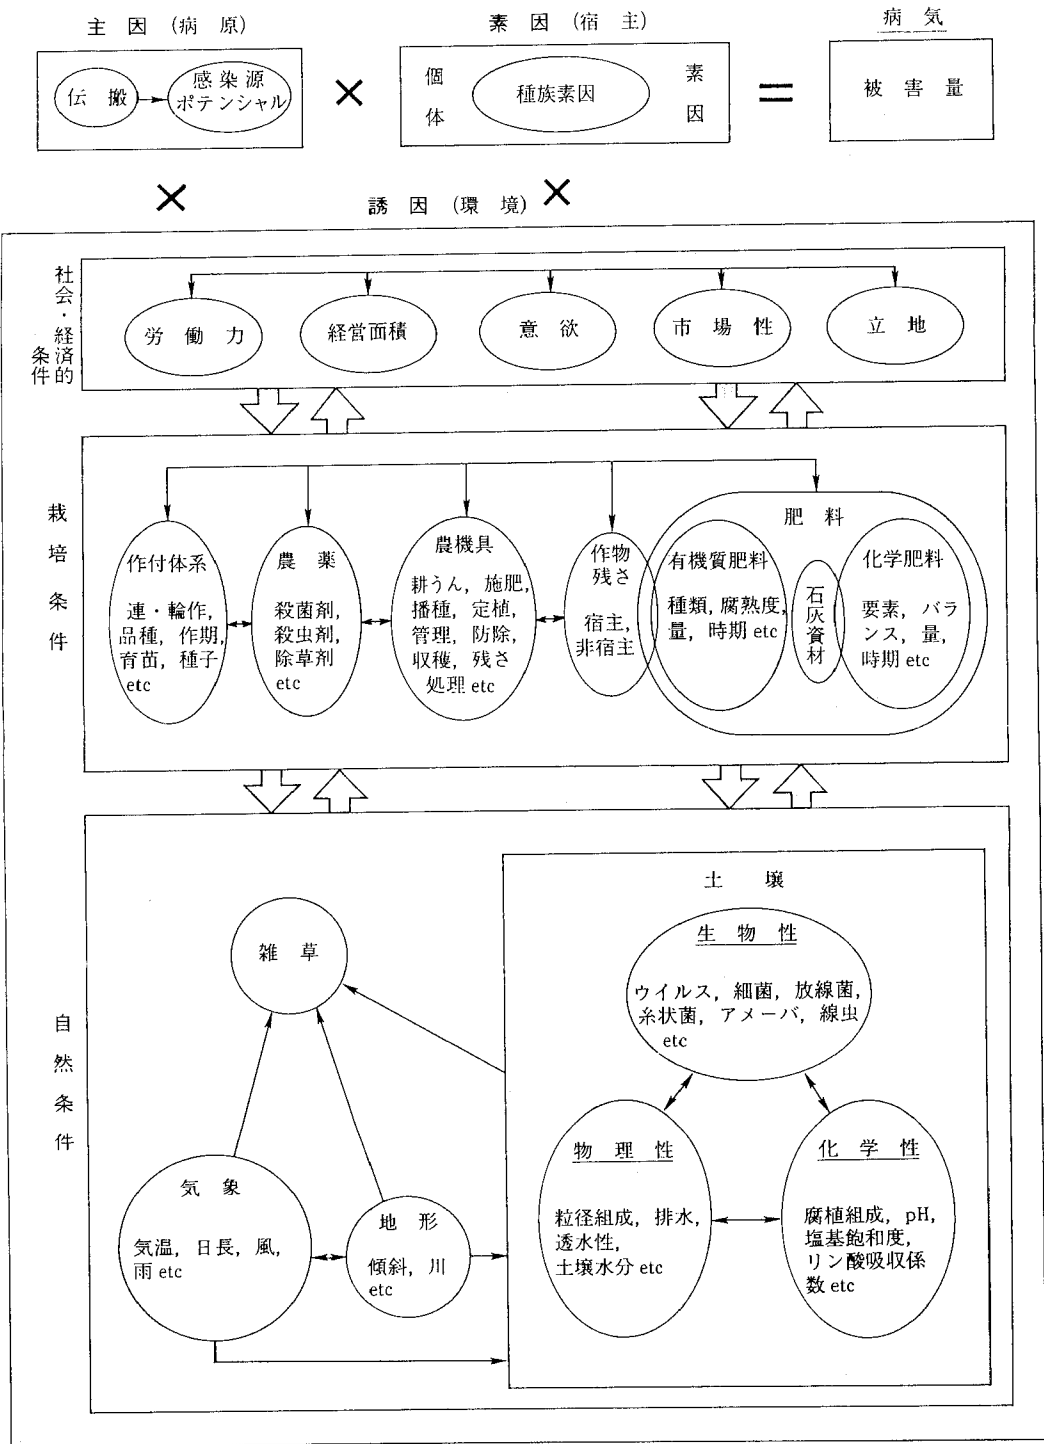 主因(病原)
素因(宿主)
病気
伝搬
感染源
ポテンシャル
×
個体
種族素因
素因
=
被害量
×
誘因(環境)
×
社会・経済的
条件
労働力
経営面積
意欲
市場性
立地
栽培条件
作付体系
連・輪作,
品種, 作期,
育苗, 種子
etc
農薬
殺菌剤,
殺虫剤,
除草剤
etc
農機具
耕うん, 施肥,
播種, 定植,
管理, 防除,
収穫, 残さ
処理 etc
作物
残さ
宿主,
非宿主
肥料
有機質肥料
種類, 腐熟度,
量, 時期 etc
石灰資材
化学肥料
要素, バラ
ンス, 量,
時期 etc
自然条件
雑草
気象
気温, 日長, 風,
雨 etc
地形
傾斜, 川
etc
土壌
生物性
ウイルス, 細菌, 放線菌,
糸状菌, アメーバ, 線虫
etc
物理性
粒径組成, 排水,
透水性,
土壌水分 etc
化学性
腐植組成, pH,
塩基飽和度,
リン酸吸収係
数 etc